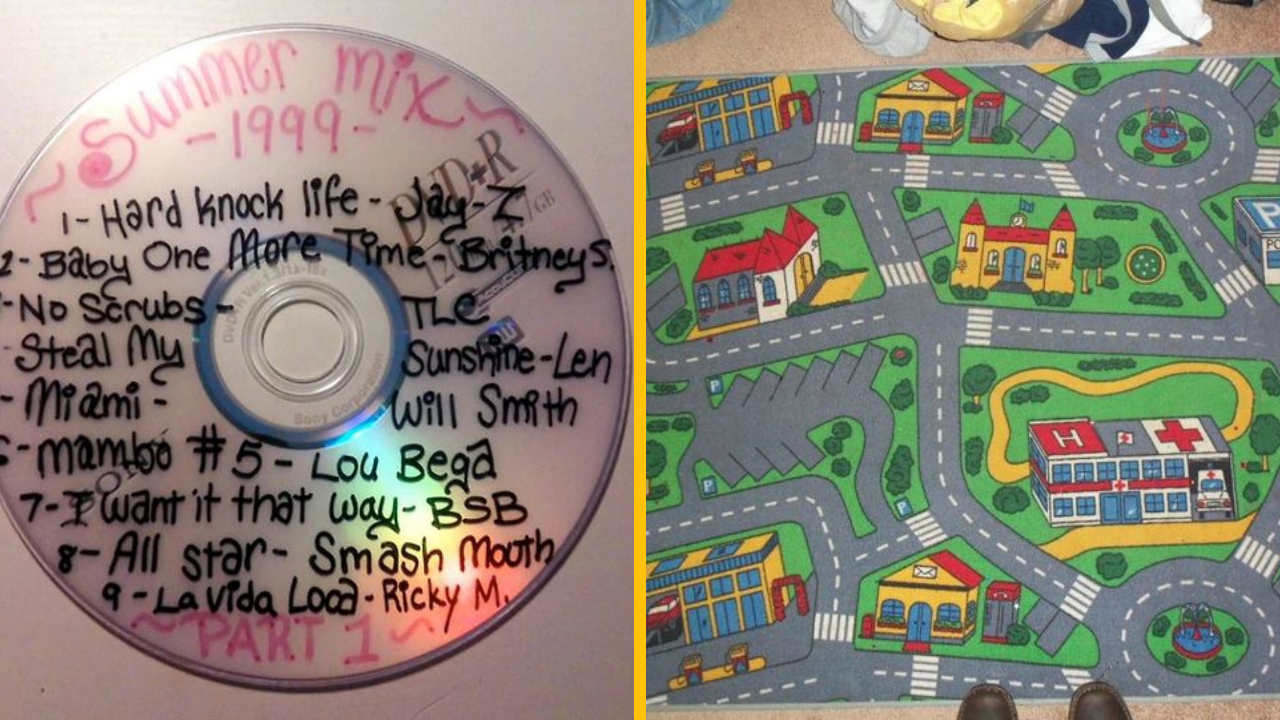 Summer mix
-1999-
DVD+R
1- Hard knock life - Jay-Z
2- Baby One More Time - Britney S.
-No Scrubs - TLC
- Steal My Sunshine - Len
- Miami - Will Smith
- mambo #5 - Lou Bega
7- I want it that way - BSB
8- All star - Smash Mouth
9 - La Vida Loca - Ricky M.
~PART 1~
Sony Corporation
P
P
P
P
H